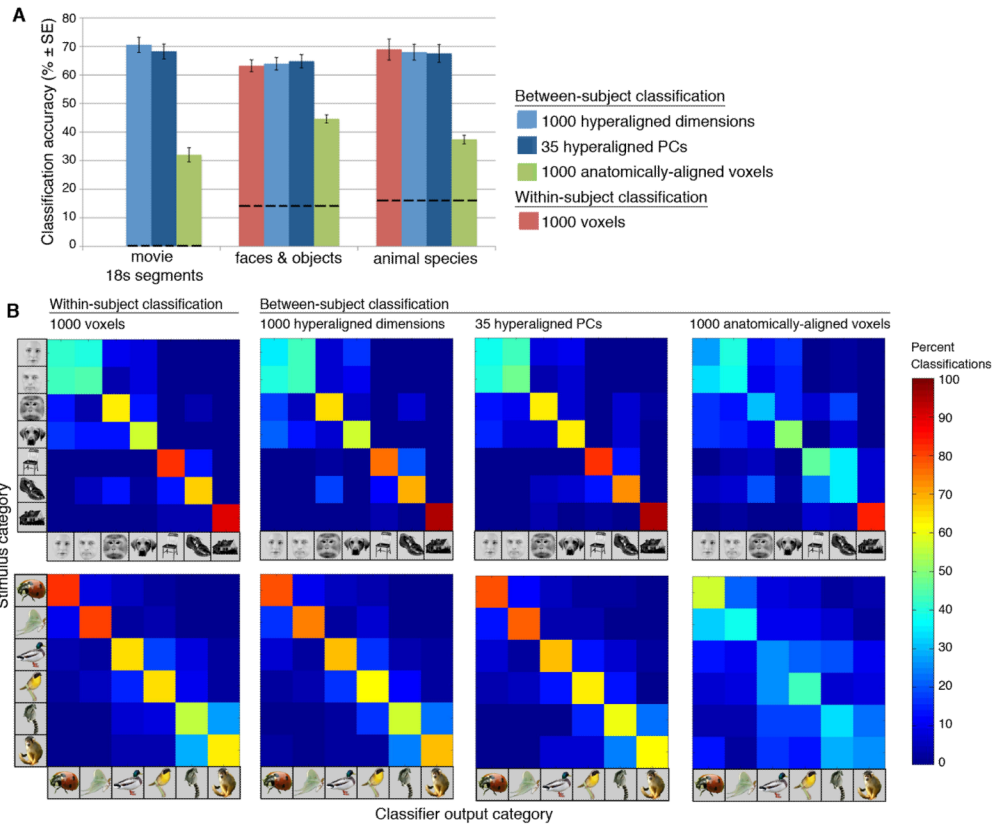 A
Classification accuracy (% ± SE)
80
70
60
50
40
30
20
10
0
movie
18s segments
faces & objects
animal species
Between-subject classification
1000 hyperaligned dimensions
35 hyperaligned PCs
1000 anatomically-aligned voxels
Within-subject classification
1000 voxels
B
Within-subject classification
1000 voxels
Between-subject classification
1000 hyperaligned dimensions
35 hyperaligned PCs
1000 anatomically-aligned voxels
Stimulus category
Percent
Classifications
100
90
80
70
60
50
40
30
20
10
0
Classifier output category